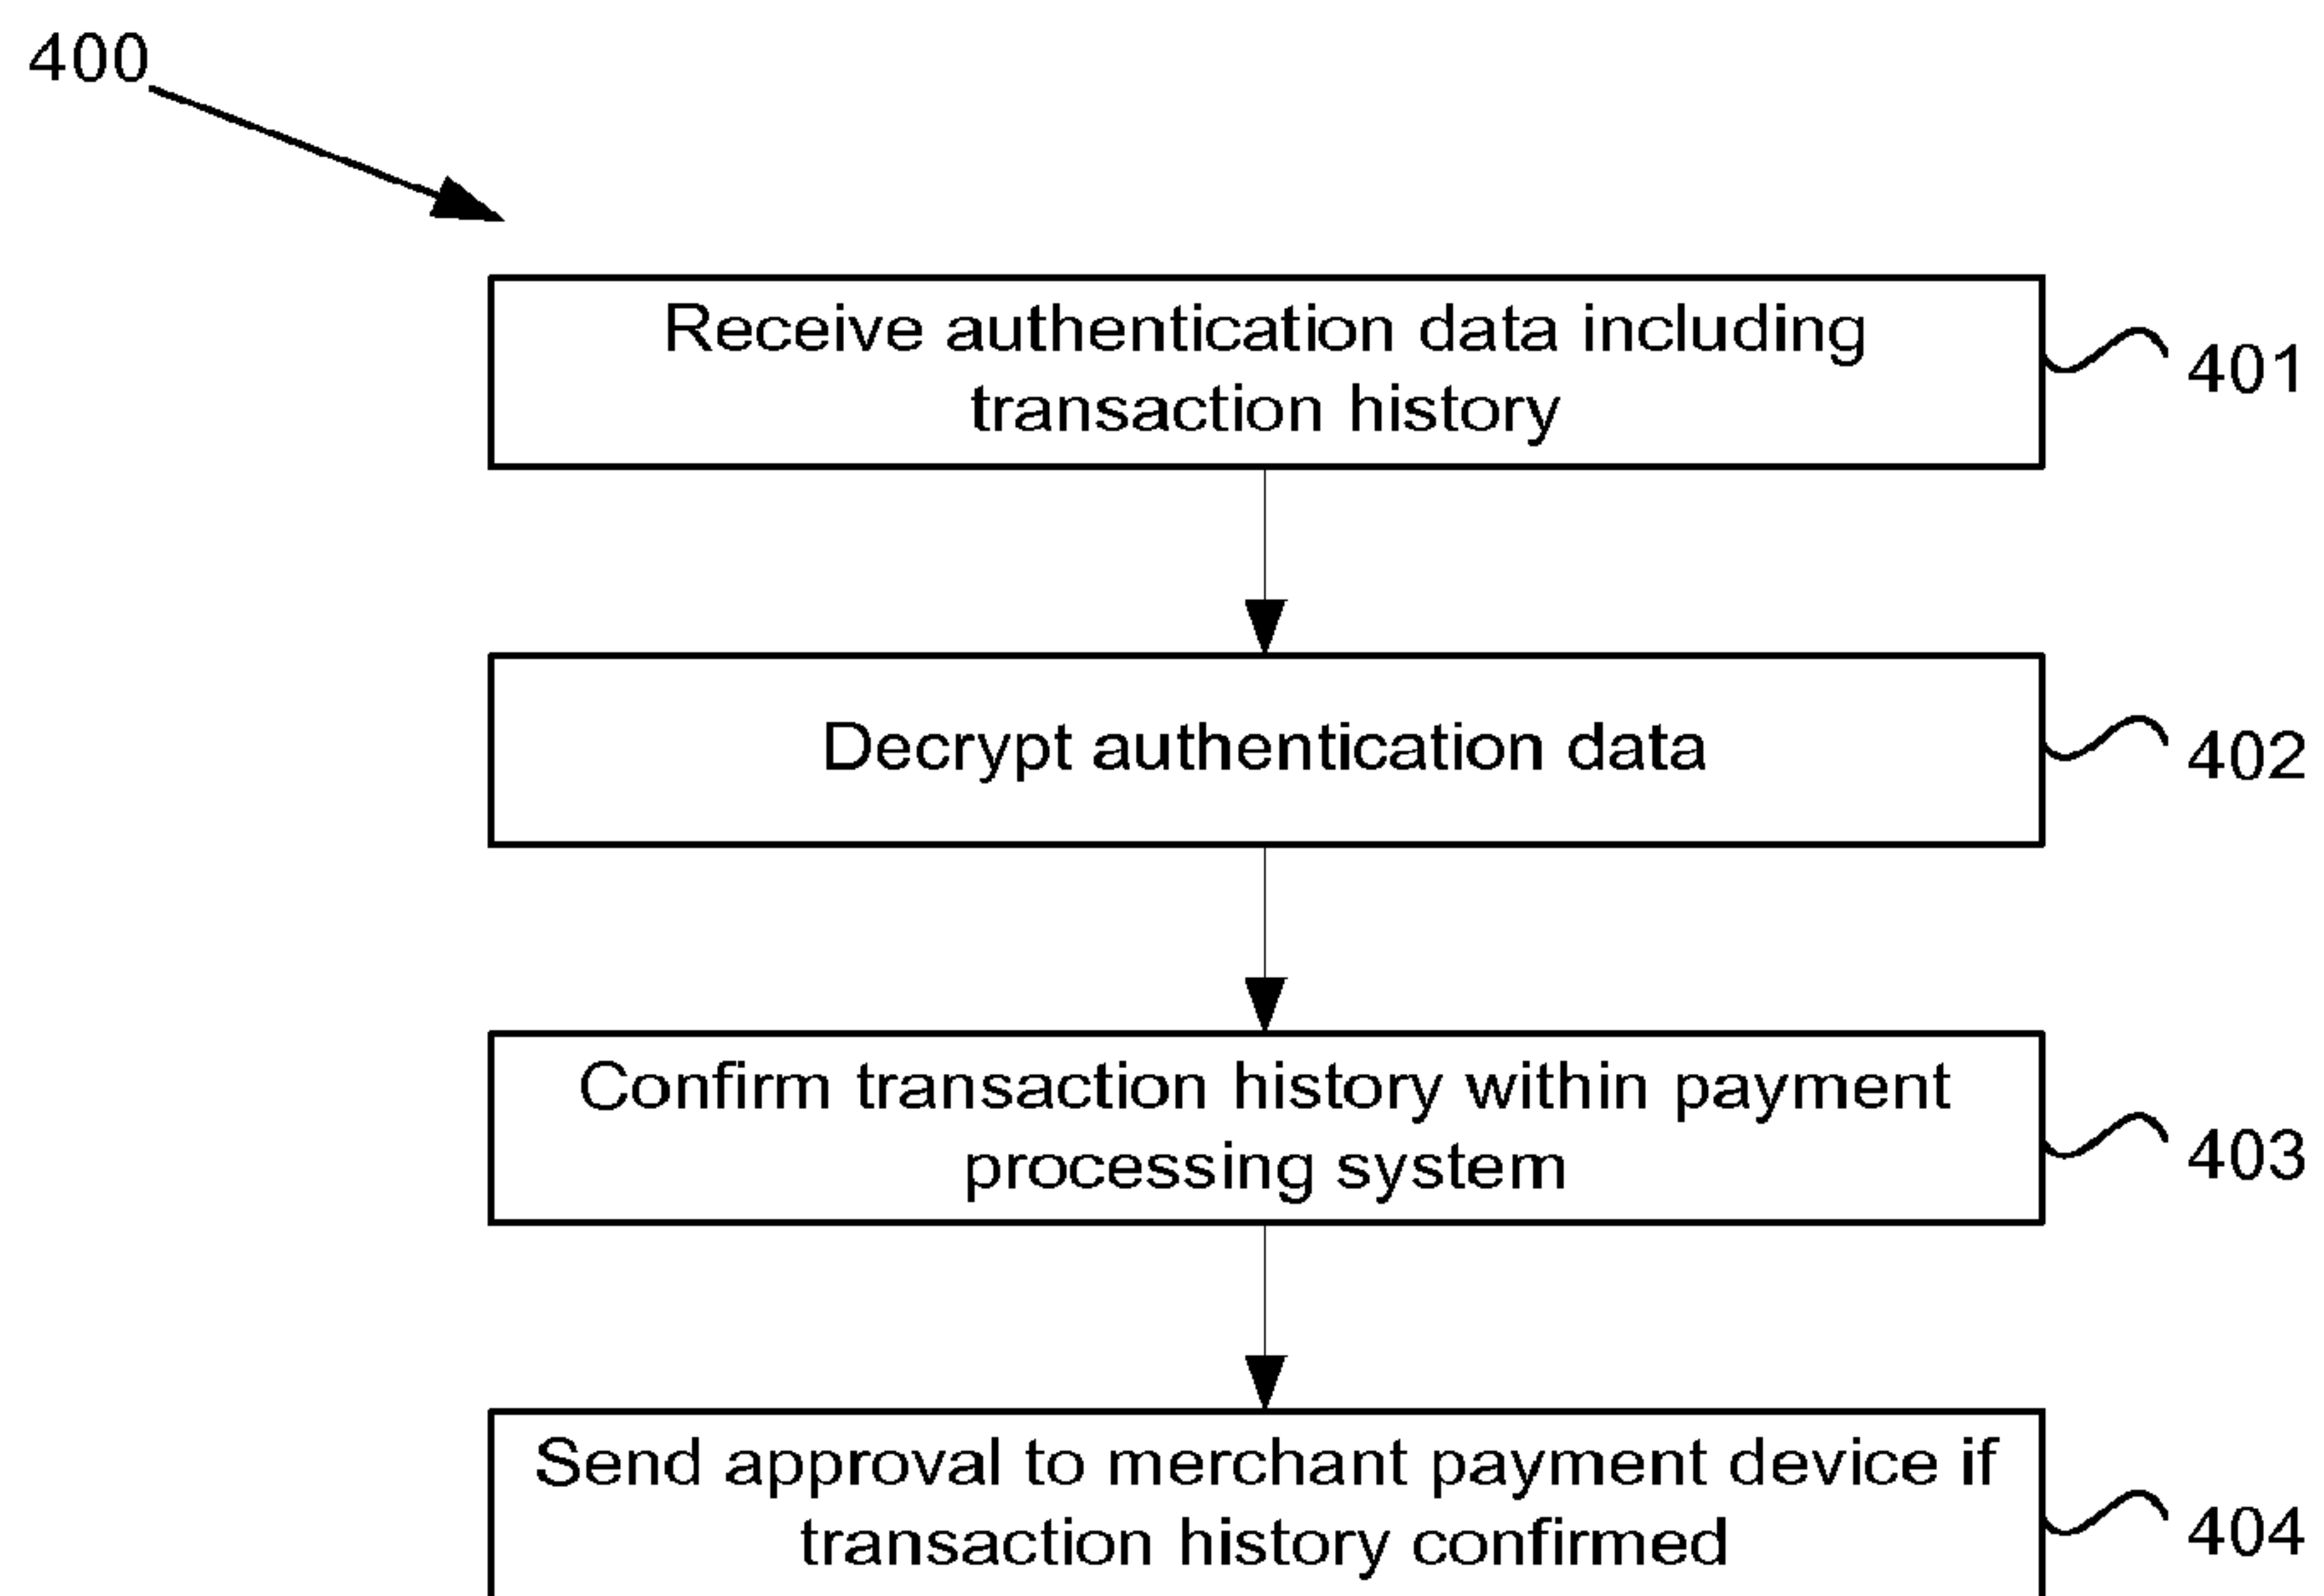 400
Receive authentication data including
transaction history
401
Decrypt authentication data
402
Confirm transaction history within payment
processing system
403
Send approval to merchant payment device if
transaction history confirmed
404